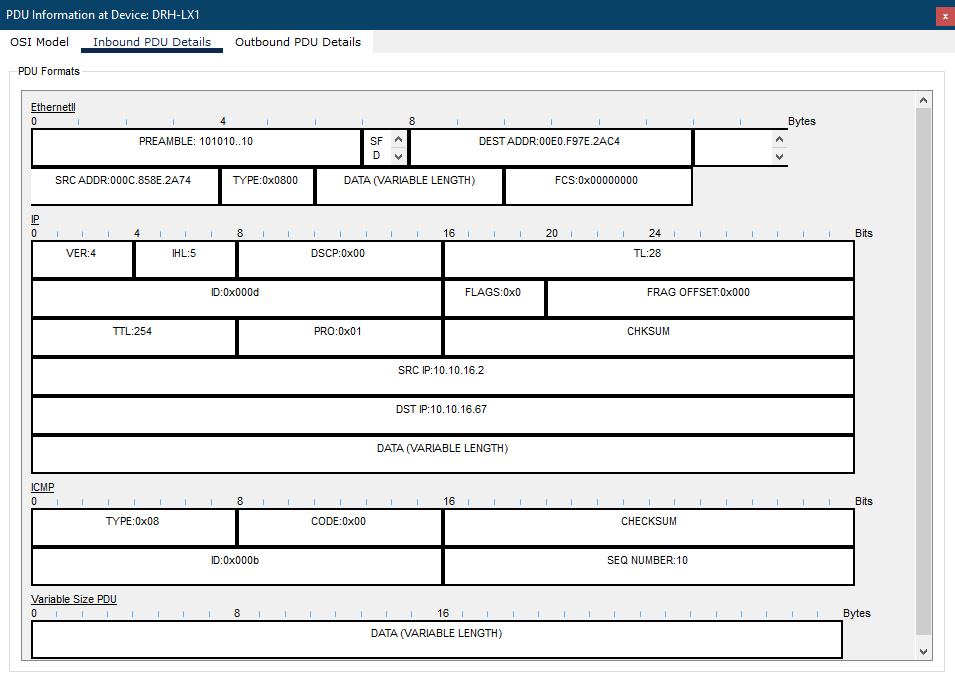 PDU Information at Device: DRH-LX1
x
OSI Model Inbound PDU Details Outbound PDU Details
PDU Formats
EthernetII
0 4 8 Bytes
PREAMBLE: 101010..10 SF D DEST ADDR:00E0.F97E.2AC4
SRC ADDR:000C.858E.2A74 TYPE:0x0800 DATA (VARIABLE LENGTH) FCS:0x00000000
IP
0 4 8 16 20 24 Bits
VER:4 IHL:5 DSCP:0x00 TL:28
ID:0x000d FLAGS:0x0 FRAG OFFSET:0x000
TTL:254 PRO:0x01 CHKSUM
SRC IP:10.10.16.2
DST IP:10.10.16.67
DATA (VARIABLE LENGTH)
ICMP
0 8 16 Bits
TYPE:0x08 CODE:0x00 CHECKSUM
ID:0x000b SEQ NUMBER:10
Variable Size PDU
0 8 16 Bytes
DATA (VARIABLE LENGTH)